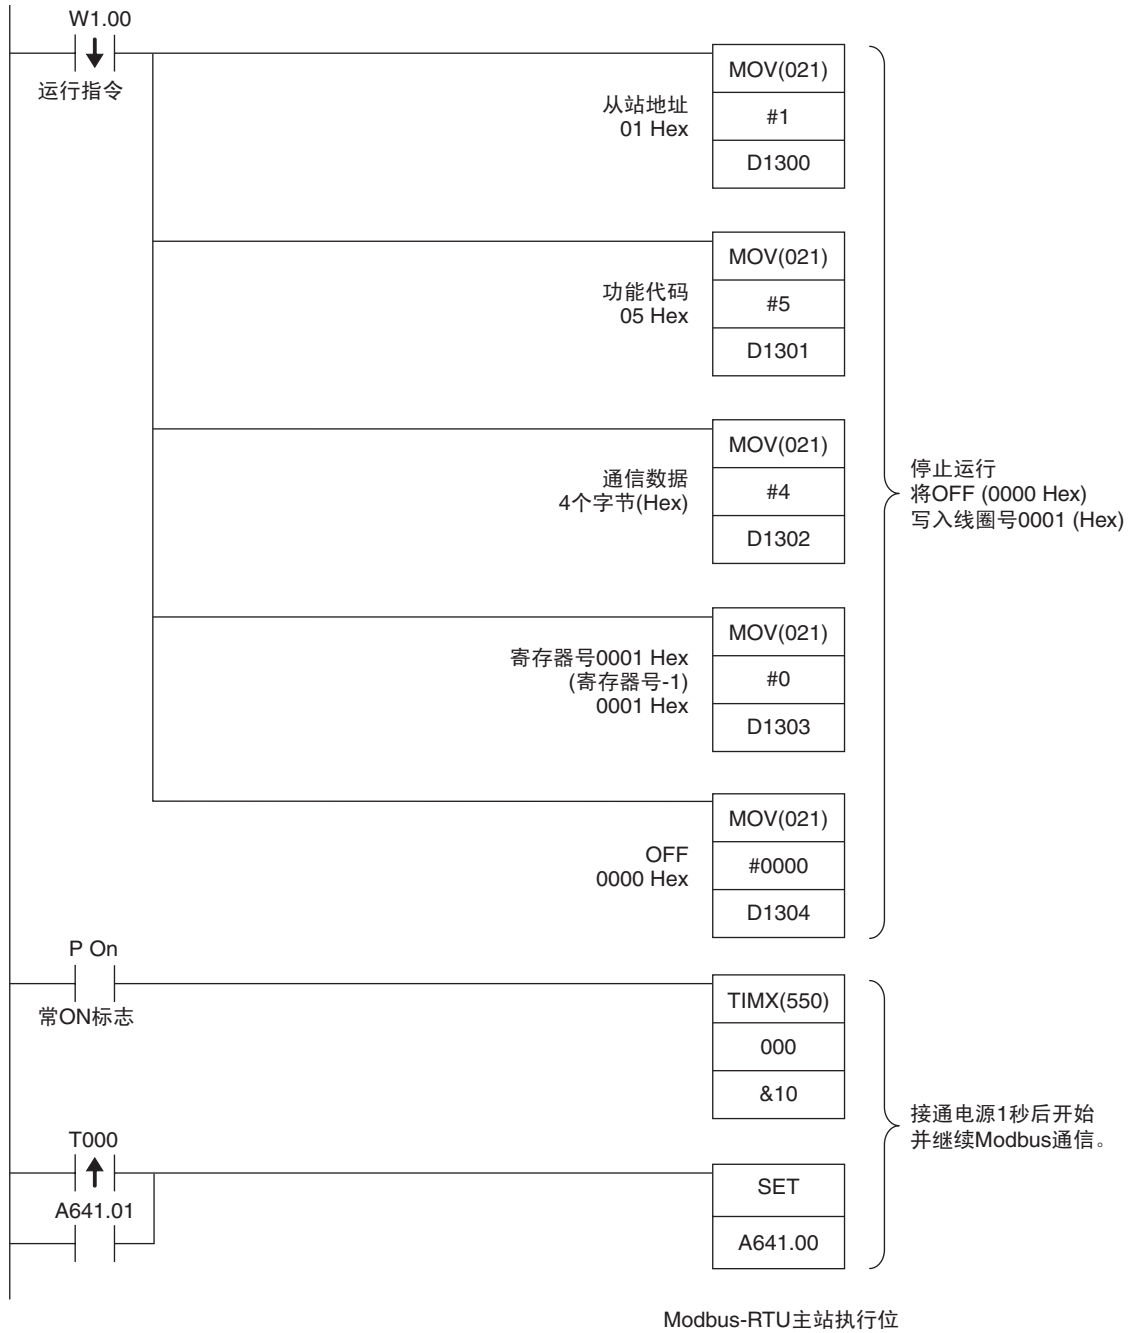 W1.00
运行指令
MOV(021)
从站地址
01 Hex
#1
D1300
MOV(021)
功能代码
05 Hex
#5
D1301
MOV(021)
通信数据
4个字节(Hex)
#4
D1302
停止运行
将OFF (0000 Hex)
写入线圈号0001 (Hex)
MOV(021)
寄存器号0001 Hex
(寄存器号-1)
0001 Hex
#0
D1303
MOV(021)
OFF
0000 Hex
#0000
D1304
P On
常ON标志
TIMX(550)
000
&10
接通电源1秒后开始
并继续Modbus通信。
T000
A641.01
SET
A641.00
Modbus-RTU主站执行位